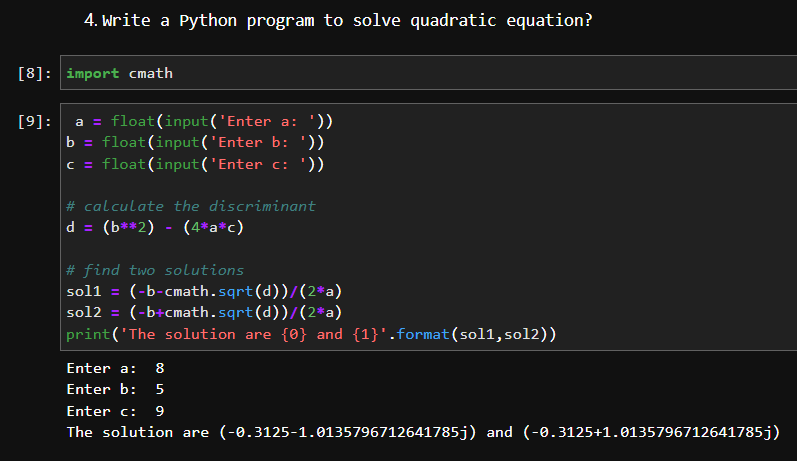 4. Write a Python program to solve quadratic equation?
[8]: import cmath
[9]: a = float(input('Enter a: '))
b = float(input('Enter b: '))
c = float(input('Enter c: '))
# calculate the discriminant
d = (b**2) - (4*a*c)
# find two solutions
sol1 = (-b-cmath.sqrt(d))/(2*a)
sol2 = (-b+cmath.sqrt(d))/(2*a)
print('The solution are {0} and {1}'.format(sol1,sol2))
Enter a:  8
Enter b:  5
Enter c:  9
The solution are (-0.3125-1.0135796712641785j) and (-0.3125+1.0135796712641785j)